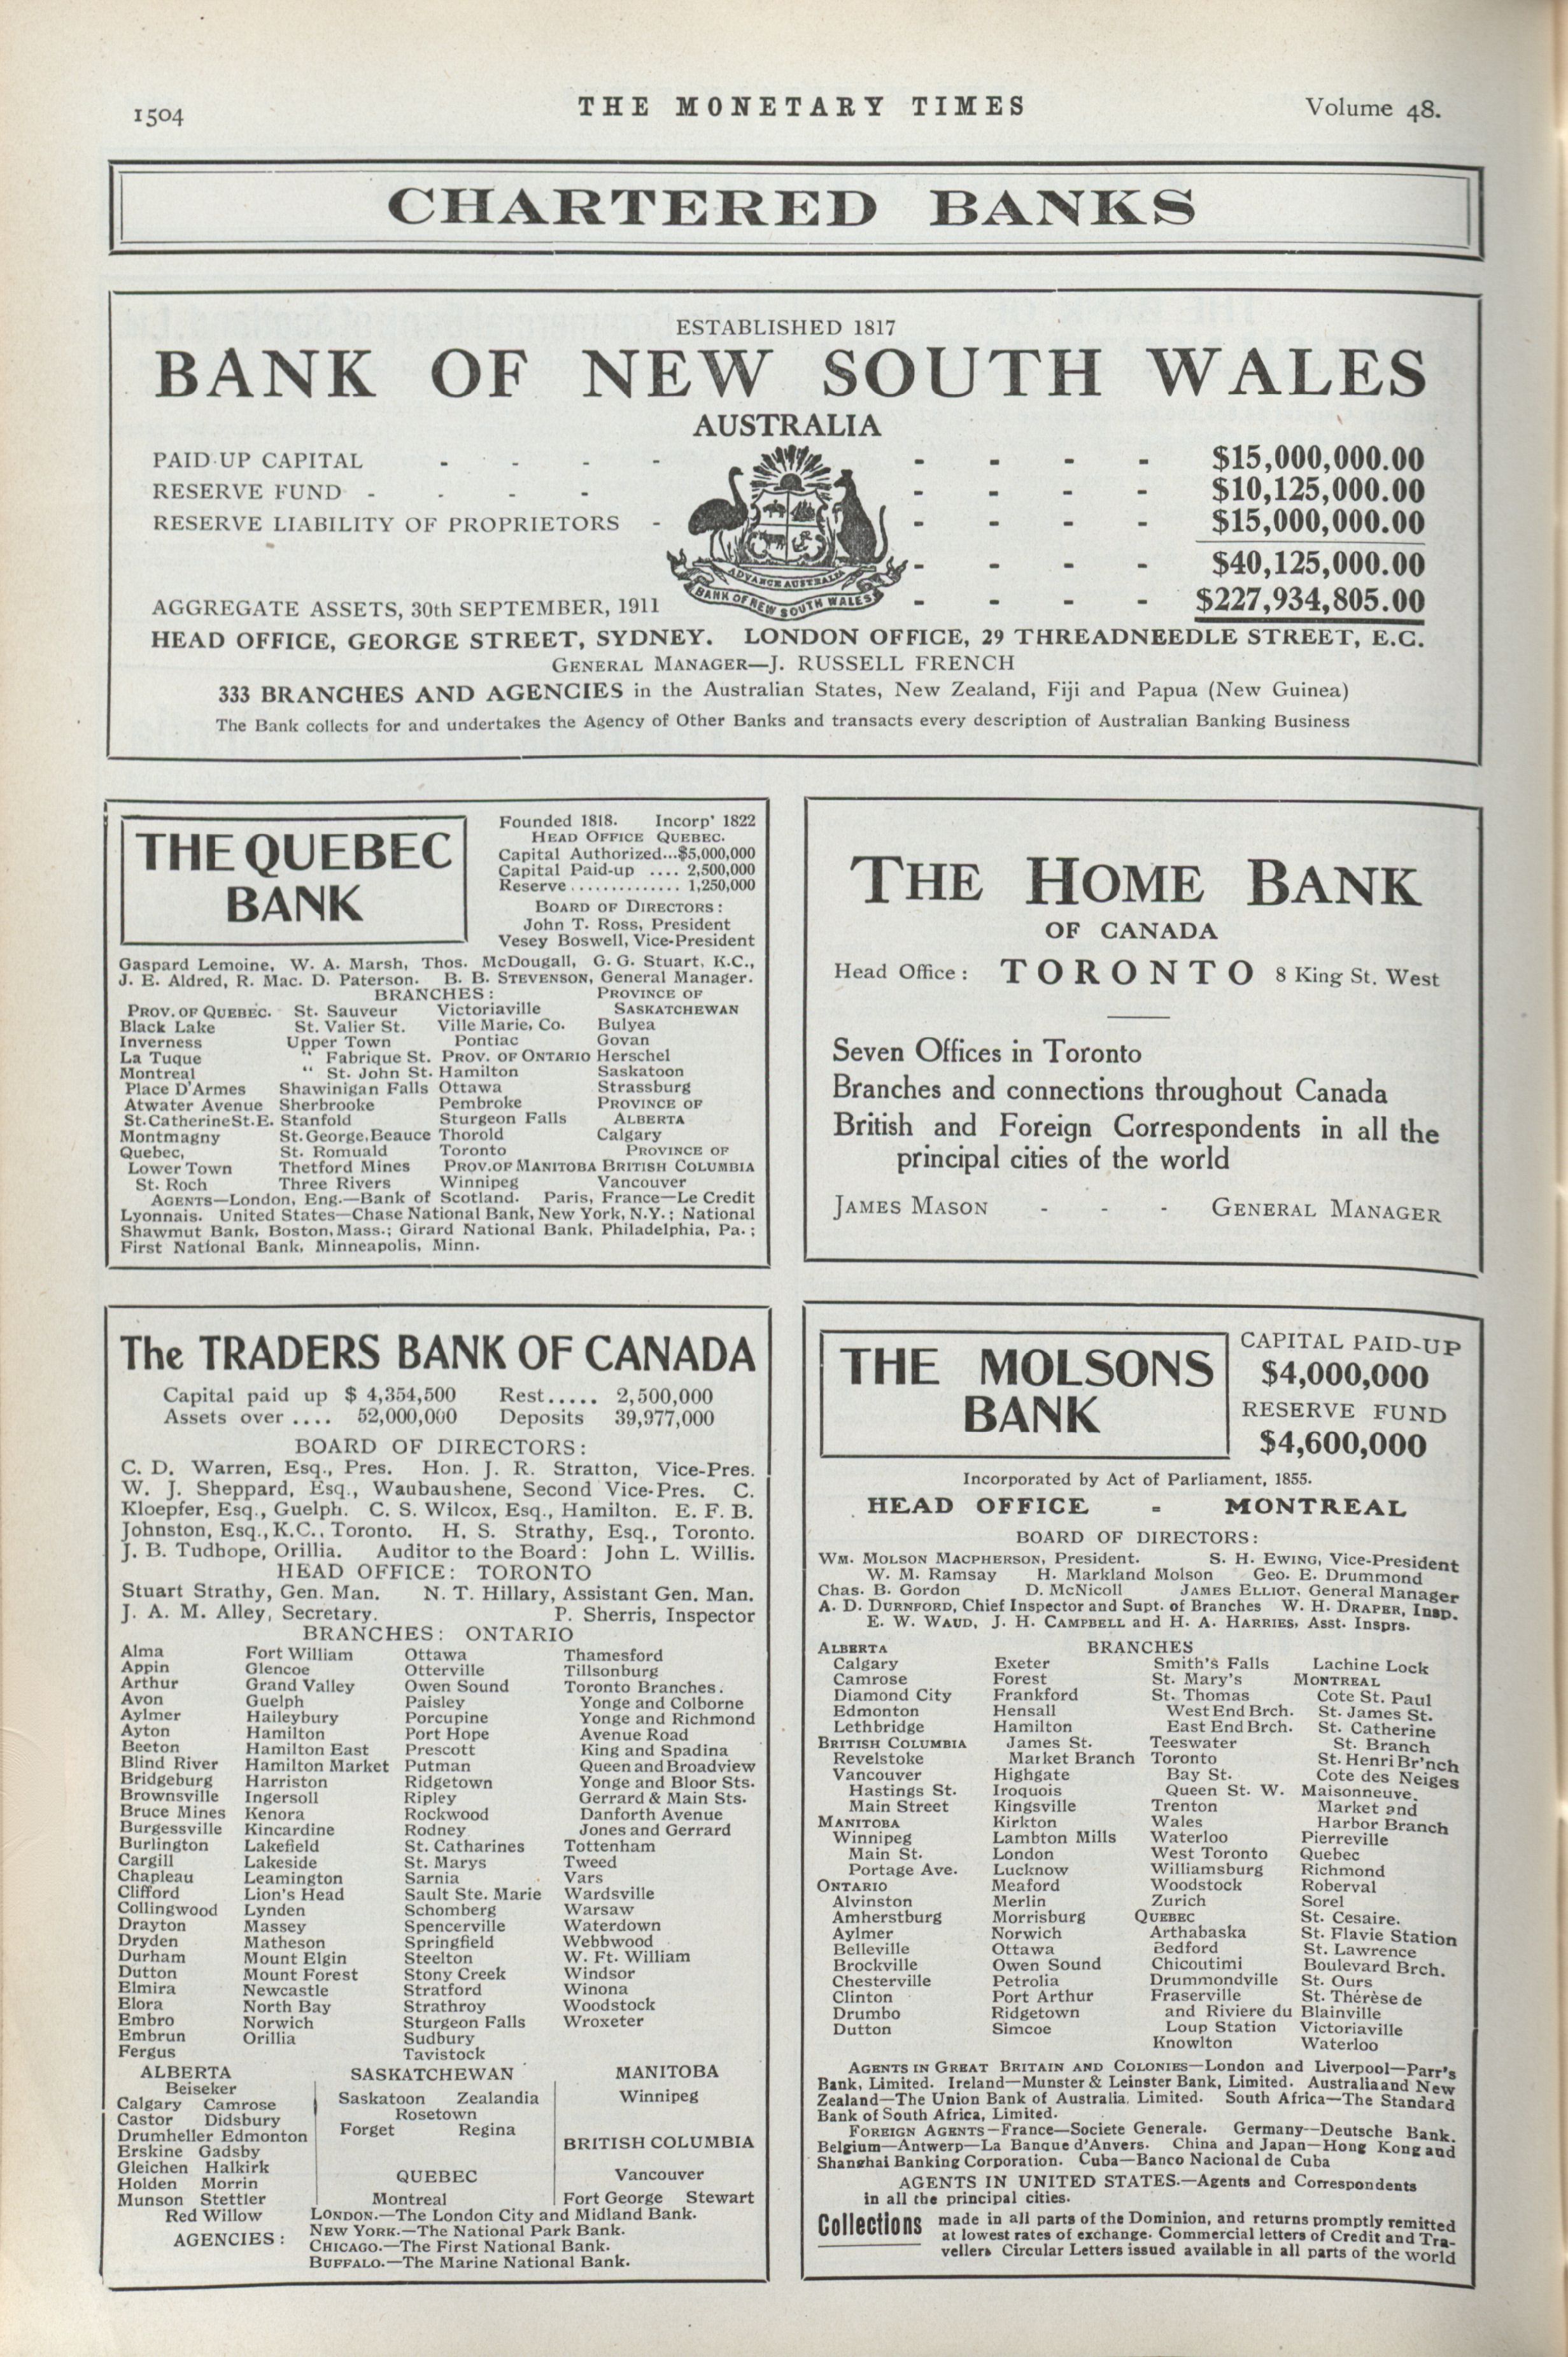 1504
THE MONETARY TIMES
Volume 48.
CHARTERED BANKS
ESTABLISHED 1817
BANK OF NEW SOUTH WALES
AUSTRALIA
PAID-UP CAPITAL - - - - - - - - $15,000,000.00
RESERVE FUND - - - - - - - - $10,125,000.00
RESERVE LIABILITY OF PROPRIETORS - - - - - $15,000,000.00
- - - - $40,125,000.00
AGGREGATE ASSETS, 30th SEPTEMBER, 1911 - - - - $227,934,805.00
ADVANCE AUSTRALIA
BANK OF NEW SOUTH WALES
HEAD OFFICE, GEORGE STREET, SYDNEY. LONDON OFFICE, 29 THREADNEEDLE STREET, E.C.
GENERAL MANAGER—J. RUSSELL FRENCH
333 BRANCHES AND AGENCIES in the Australian States, New Zealand, Fiji and Papua (New Guinea)
The Bank collects for and undertakes the Agency of Other Banks and transacts every description of Australian Banking Business
THE QUEBEC
BANK
Founded 1818. Incorp' 1822
HEAD OFFICE QUEBEC.
Capital Authorized...$5,000,000
Capital Paid-up .... 2,500,000
Reserve.............. 1,250,000
BOARD OF DIRECTORS:
John T. Ross, President
Vesey Boswell, Vice-President
Gaspard Lemoine, W. A. Marsh, Thos. McDougall, G. G. Stuart, K.C.,
J. E. Aldred, R. Mac. D. Paterson. B. B. STEVENSON, General Manager.
BRANCHES: PROVINCE OF
PROV. OF QUEBEC. St. Sauveur Victoriaville SASKATCHEWAN
Black Lake St. Valier St. Ville Marie, Co. Bulyea
Inverness Upper Town Pontiac Govan
La Tuque " Fabrique St. PROV. OF ONTARIO Herschel
Montreal " St. John St. Hamilton Saskatoon
Place D'Armes Shawinigan Falls Ottawa Strassburg
Atwater Avenue Sherbrooke Pembroke PROVINCE OF
St. Catherine St. E. Stanfold Sturgeon Falls ALBERTA
Montmagny St. George, Beauce Thorold Calgary
Quebec, St. Romuald Toronto PROVINCE OF
Lower Town Thetford Mines PROV. OF MANITOBA BRITISH COLUMBIA
St. Roch Three Rivers Winnipeg Vancouver
AGENTS—London, Eng.—Bank of Scotland. Paris, France—Le Credit
Lyonnais. United States—Chase National Bank, New York, N.Y.; National
Shawmut Bank, Boston, Mass.; Girard National Bank, Philadelphia, Pa.;
First National Bank, Minneapolis, Minn.
THE HOME BANK
OF CANADA
Head Office: TORONTO 8 King St. West
Seven Offices in Toronto
Branches and connections throughout Canada
British and Foreign Correspondents in all the
principal cities of the world
JAMES MASON - - - GENERAL MANAGER
The TRADERS BANK OF CANADA
Capital paid up $ 4,354,500 Rest..... 2,500,000
Assets over .... 52,000,000 Deposits 39,977,000
BOARD OF DIRECTORS:
C. D. Warren, Esq., Pres. Hon. J. R. Stratton, Vice-Pres.
W. J. Sheppard, Esq., Waubaushene, Second Vice-Pres. C.
Kloepfer, Esq., Guelph. C. S. Wilcox, Esq., Hamilton. E. F. B.
Johnston, Esq., K.C., Toronto. H. S. Strathy, Esq., Toronto.
J. B. Tudhope, Orillia. Auditor to the Board: John L. Willis.
HEAD OFFICE: TORONTO
Stuart Strathy, Gen. Man. N. T. Hillary, Assistant Gen. Man.
J. A. M. Alley, Secretary. P. Sherris, Inspector
BRANCHES: ONTARIO
Alma Fort William Ottawa Thamesford
Appin Glencoe Otterville Tillsonburg
Arthur Grand Valley Owen Sound Toronto Branches.
Avon Guelph Paisley Yonge and Colborne
Aylmer Haileybury Porcupine Yonge and Richmond
Ayton Hamilton Port Hope Avenue Road
Beeton Hamilton East Prescott King and Spadina
Blind River Hamilton Market Putman Queen and Broadview
Bridgeburg Harriston Ridgetown Yonge and Bloor Sts.
Brownsville Ingersoll Ripley Gerrard & Main Sts.
Bruce Mines Kenora Rockwood Danforth Avenue
Burgessville Kincardine Rodney Jones and Gerrard
Burlington Lakefield St. Catharines Tottenham
Cargill Lakeside St. Marys Tweed
Chapleau Leamington Sarnia Vars
Clifford Lion's Head Sault Ste. Marie Wardsville
Collingwood Lynden Schomberg Warsaw
Drayton Massey Spencerville Waterdown
Dryden Matheson Springfield Webbwood
Durham Mount Elgin Steelton W. Ft. William
Dutton Mount Forest Stony Creek Windsor
Elmira Newcastle Stratford Winona
Elora North Bay Strathroy Woodstock
Embro Norwich Sturgeon Falls Wroxeter
Embrun Orillia Sudbury
Fergus Tavistock
ALBERTA SASKATCHEWAN MANITOBA
Beiseker
Calgary Camrose Saskatoon Zealandia Winnipeg
Castor Didsbury Rosetown
Drumheller Edmonton Forget Regina
Erskine Gadsby BRITISH COLUMBIA
Gleichen Halkirk
Holden Morrin QUEBEC Vancouver
Munson Stettler Montreal Fort George Stewart
Red Willow LONDON.—The London City and Midland Bank.
AGENCIES: NEW YORK.—The National Park Bank.
CHICAGO.—The First National Bank.
BUFFALO.—The Marine National Bank.
THE MOLSONS
BANK
CAPITAL PAID-UP
$4,000,000
RESERVE FUND
$4,600,000
Incorporated by Act of Parliament, 1855.
HEAD OFFICE - MONTREAL
BOARD OF DIRECTORS:
WM. MOLSON MACPHERSON, President. S. H. EWING, Vice-President
W. M. Ramsay H. Markland Molson Geo. E. Drummond
Chas. B. Gordon D. McNicoll JAMES ELLIOT, General Manager
A. D. DURNFORD, Chief Inspector and Supt. of Branches W. H. DRAPER, Insp.
E. W. WAUD, J. H. CAMPBELL and H. A. HARRIES, Asst. Insprs.
ALBERTA BRANCHES
Calgary Exeter Smith's Falls Lachine Lock
Camrose Forest St. Mary's MONTREAL
Diamond City Frankford St. Thomas Cote St. Paul
Edmonton Hensall West End Brch. St. James St.
Lethbridge Hamilton East End Brch. St. Catherine
BRITISH COLUMBIA James St. Teeswater St. Branch
Revelstoke Market Branch Toronto St. Henri Br'nch
Vancouver Highgate Bay St. Cote des Neiges
Hastings St. Iroquois Queen St. W. Maisonneuve.
Main Street Kingsville Trenton Market and
MANITOBA Kirkton Wales Harbor Branch
Winnipeg Lambton Mills Waterloo Pierreville
Main St. London West Toronto Quebec
Portage Ave. Lucknow Williamsburg Richmond
ONTARIO Meaford Woodstock Roberval
Alvinston Merlin Zurich Sorel
Amherstburg Morrisburg QUEBEC St. Cesaire.
Aylmer Norwich Arthabaska St. Flavie Station
Belleville Ottawa Bedford St. Lawrence
Brockville Owen Sound Chicoutimi Boulevard Brch.
Chesterville Petrolia Drummondville St. Ours
Clinton Port Arthur Fraserville St. Thérèse de
Drumbo Ridgetown and Riviere du Blainville
Dutton Simcoe Loup Station Victoriaville
Knowlton Waterloo
AGENTS IN GREAT BRITAIN AND COLONIES—London and Liverpool—Parr's
Bank, Limited. Ireland—Munster & Leinster Bank, Limited. Australia and New
Zealand—The Union Bank of Australia, Limited. South Africa—The Standard
Bank of South Africa, Limited.
FOREIGN AGENTS—France—Societe Generale. Germany—Deutsche Bank.
Belgium—Antwerp—La Banque d'Anvers. China and Japan—Hong Kong and
Shanghai Banking Corporation. Cuba—Banco Nacional de Cuba
AGENTS IN UNITED STATES.—Agents and Correspondents
in all the principal cities.
Collections made in all parts of the Dominion, and returns promptly remitted
at lowest rates of exchange. Commercial letters of Credit and Tra-
vellers Circular Letters issued available in all parts of the world